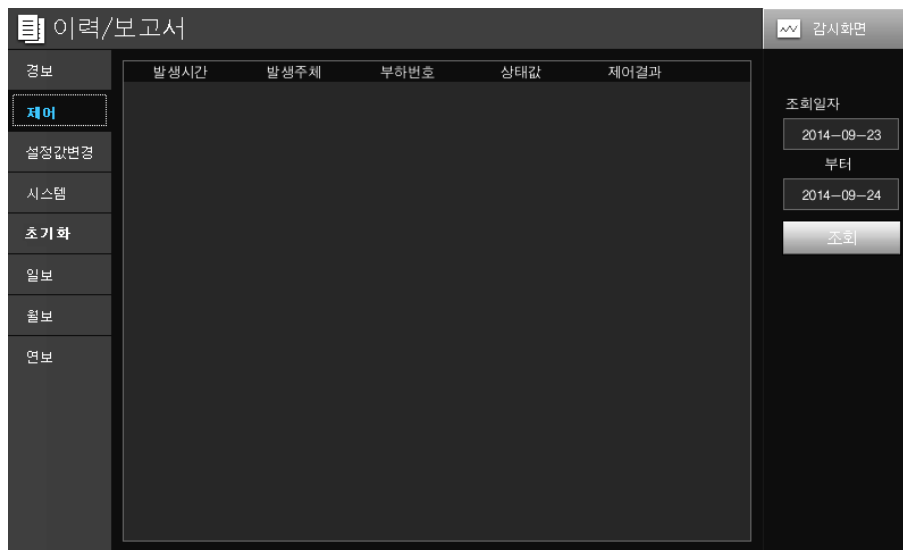 이력/보고서
감시화면
경보
제어
설정값변경
시스템
초기화
일보
월보
연보
발생시간 발생주체 부하번호 상태값 제어결과
조회일자
2014-09-23
부터
2014-09-24
조회